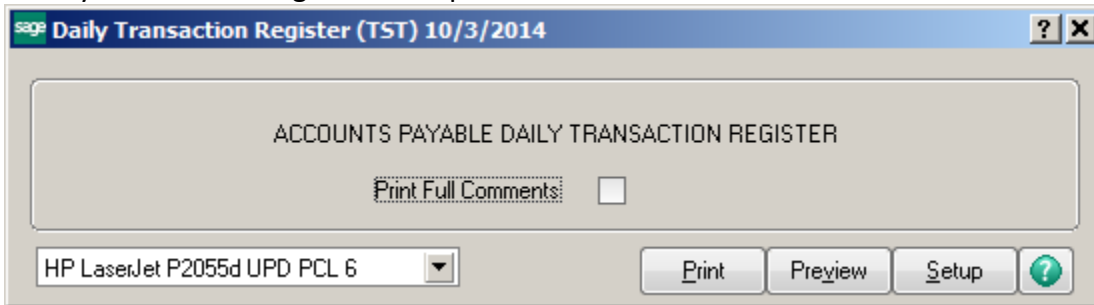 sage Daily Transaction Register (TST) 10/3/2014 ? X
ACCOUNTS PAYABLE DAILY TRANSACTION REGISTER
Print Full Comments
HP LaserJet P2055d UPD PCL 6 Print Preview Setup ?